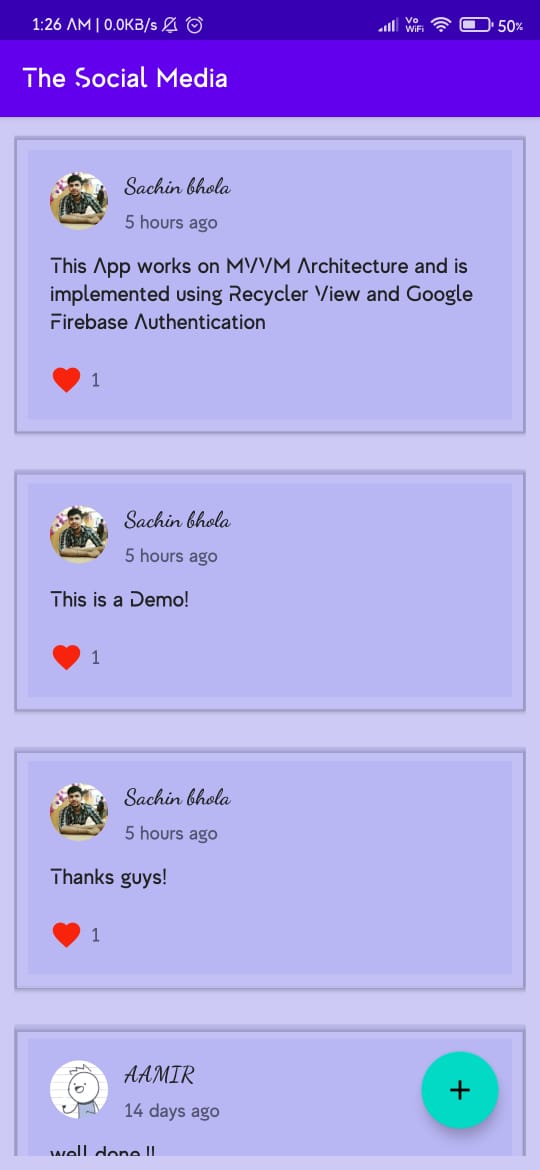 1:26 AM | 0.0KB/s
Vo
WiFi
50%
The Social Media
Sachin bhola
5 hours ago
This App works on MVVM Architecture and is
implemented using Recycler View and Google
Firebase Authentication
1
Sachin bhola
5 hours ago
This is a Demo!
1
Sachin bhola
5 hours ago
Thanks guys!
1
AAMIR
14 days ago
well done !!